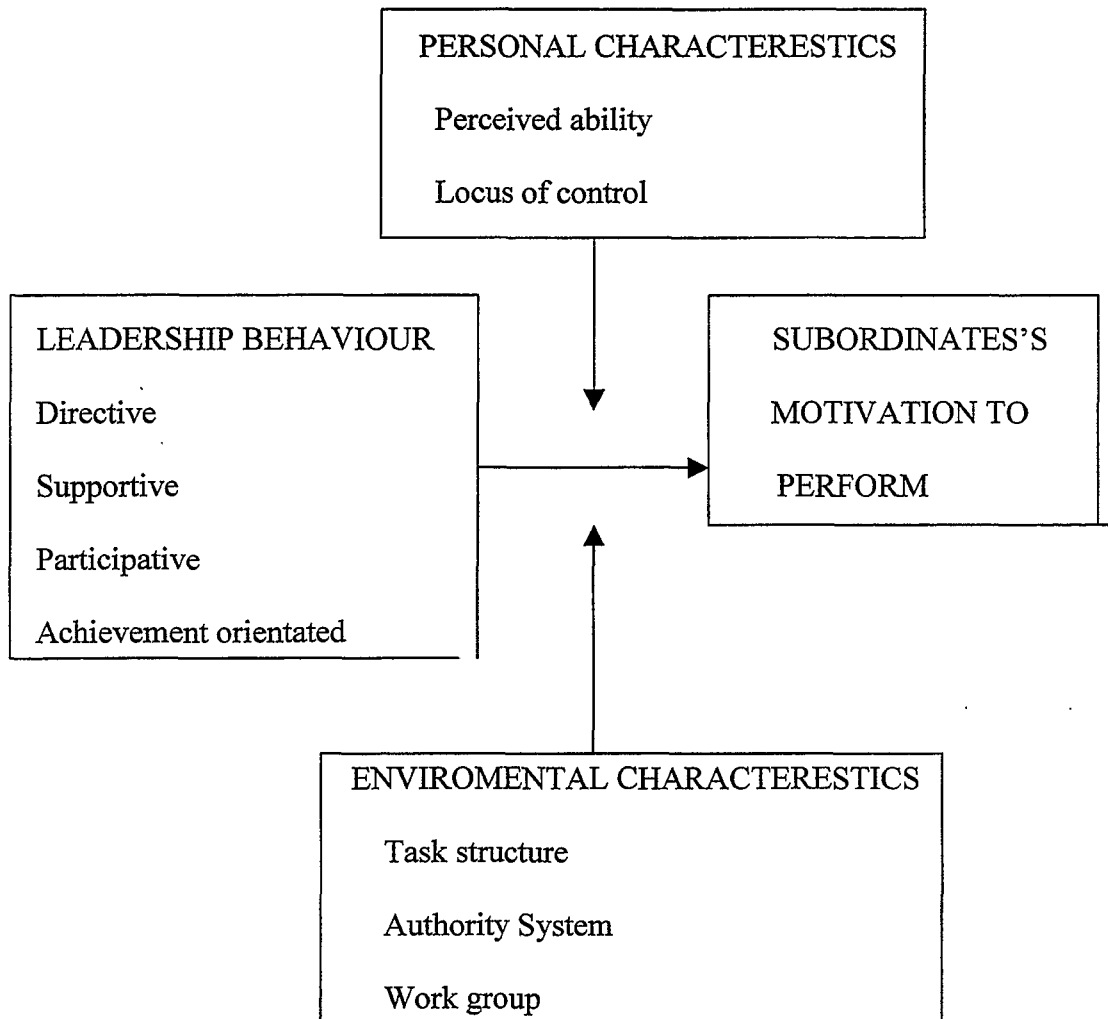 PERSONAL CHARACTERESTICS
Perceived ability
Locus of control
LEADERSHIP BEHAVIOUR
Directive
Supportive
Participative
Achievement orientated
SUBORDINATES'S
MOTIVATION TO
PERFORM
ENVIROMENTAL CHARACTERESTICS
Task structure
Authority System
Work group